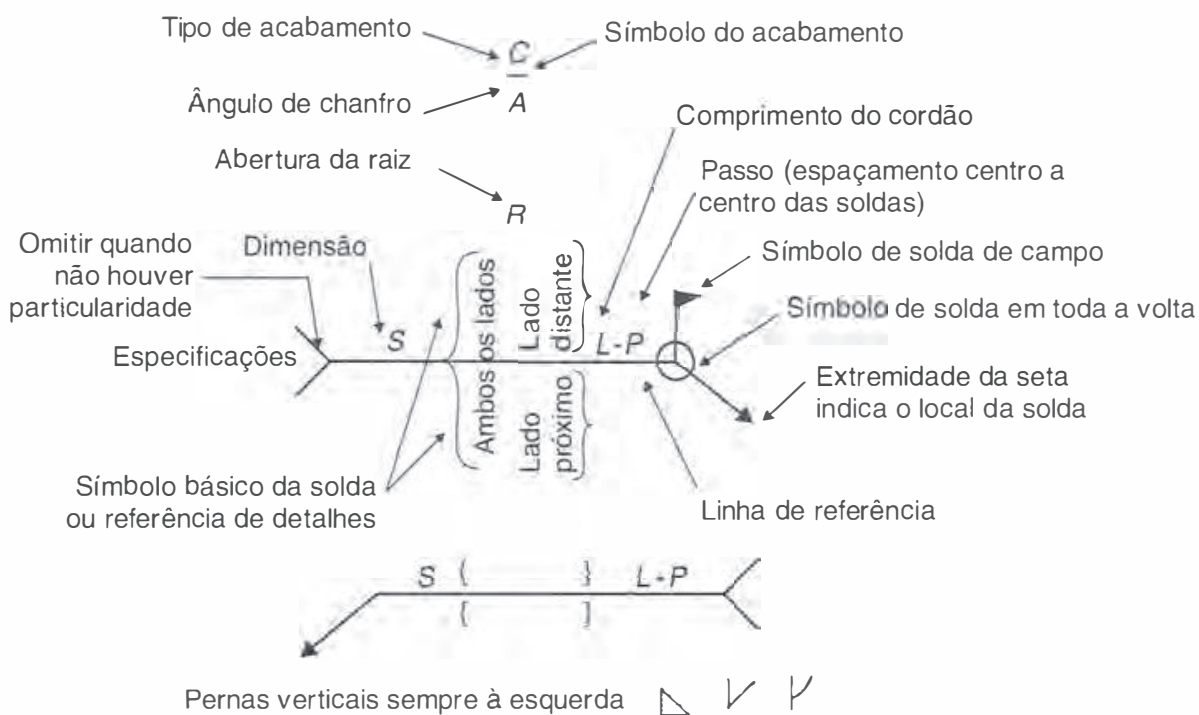 Tipo de acabamento
C
Símbolo do acabamento
Ângulo de chanfro
A
Comprimento do cordão
Abertura da raiz
Passo (espaçamento centro a
centro das soldas)
R
Omitir quando
não houver
particularidade
Dimensão
Símbolo de solda de campo
S
Ambos os lados
Lado
distante
L-P
Símbolo de solda em toda a volta
Especificações
Lado
próximo
Extremidade da seta
indica o local da solda
Símbolo básico da solda
ou referência de detalhes
Linha de referência
S { } L-P
[ ]
Pernas verticais sempre à esquerda